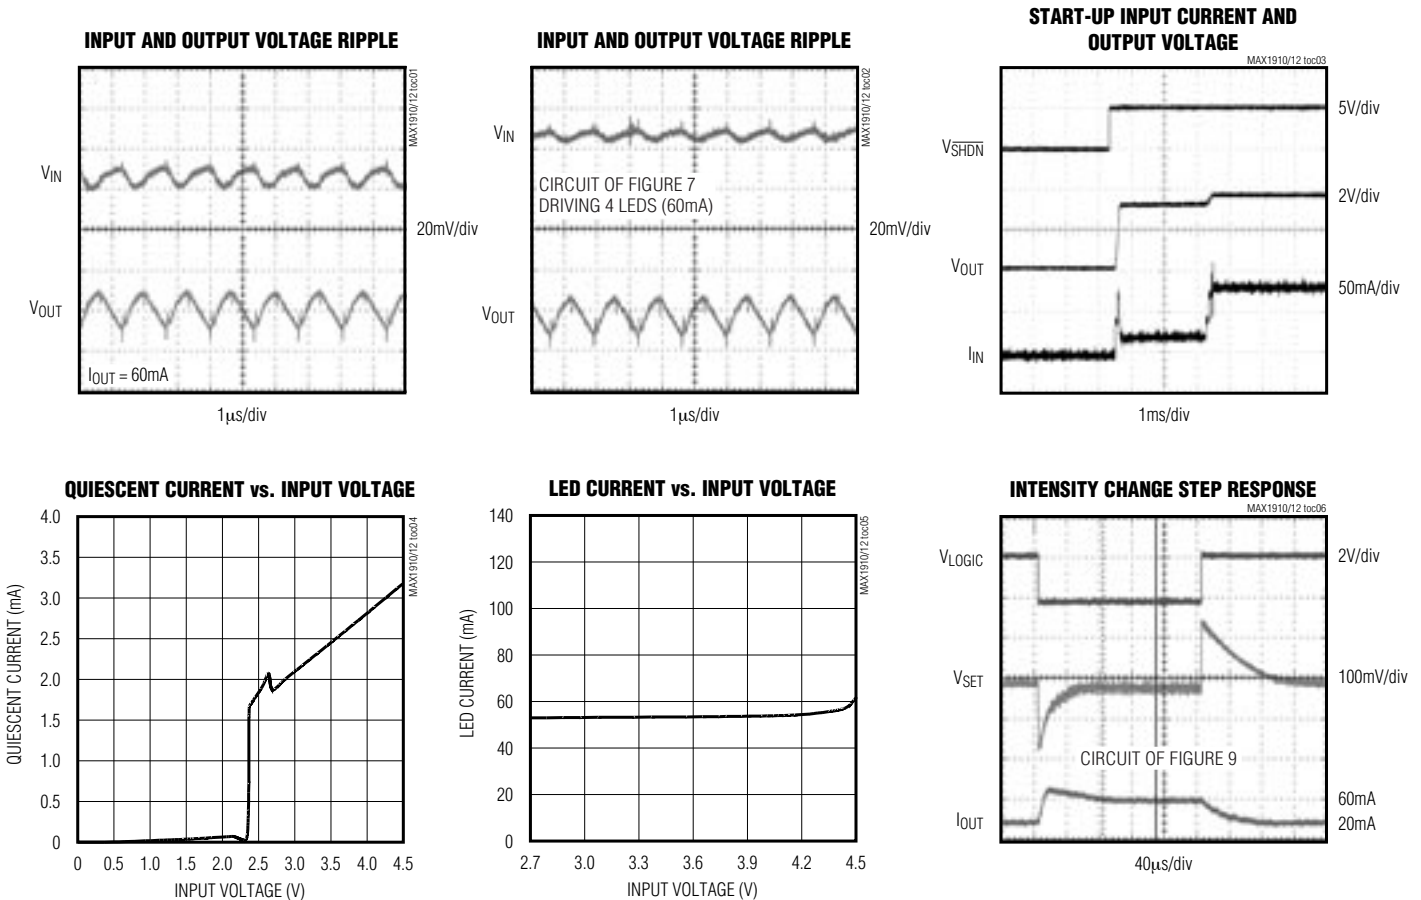 INPUT AND OUTPUT VOLTAGE RIPPLE
MAX1910/12 toc01
VIN
20mV/div
VOUT
IOUT = 60mA
1µs/div
INPUT AND OUTPUT VOLTAGE RIPPLE
MAX1910/12 toc02
VIN
CIRCUIT OF FIGURE 7
DRIVING 4 LEDS (60mA)
20mV/div
VOUT
1µs/div
START-UP INPUT CURRENT AND
OUTPUT VOLTAGE
MAX1910/12 toc03
5V/div
VSHDN
2V/div
VOUT
50mA/div
IIN
1ms/div
QUIESCENT CURRENT vs. INPUT VOLTAGE
MAX1910/12 toc04
QUIESCENT CURRENT (mA)
4.0
3.5
3.0
2.5
2.0
1.5
1.0
0.5
0
0 0.5 1.0 1.5 2.0 2.5 3.0 3.5 4.0 4.5
INPUT VOLTAGE (V)
LED CURRENT vs. INPUT VOLTAGE
MAX1910/12 toc05
LED CURRENT (mA)
140
120
100
80
60
40
20
0
2.7 3.0 3.3 3.6 3.9 4.2 4.5
INPUT VOLTAGE (V)
INTENSITY CHANGE STEP RESPONSE
MAX1910/12 toc06
VLOGIC
2V/div
VSET
100mV/div
CIRCUIT OF FIGURE 9
60mA
IOUT
20mA
40µs/div